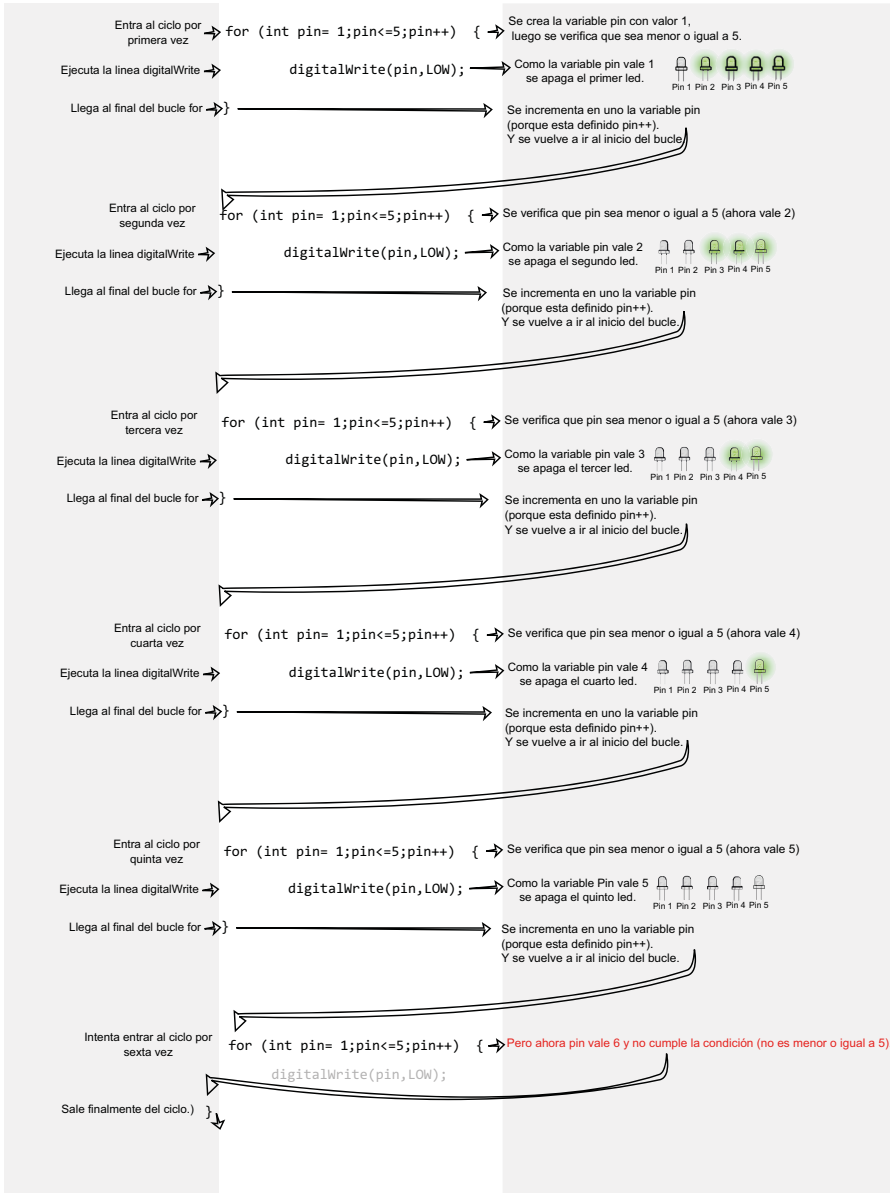 Entra al ciclo por
primera vez
for (int pin= 1;pin<=5;pin++) {
Se crea la variable pin con valor 1,
luego se verifica que sea menor o igual a 5.
Ejecuta la linea digitalWrite
digitalWrite(pin,LOW);
Como la variable pin vale 1
se apaga el primer led.
Pin 1 Pin 2 Pin 3 Pin 4 Pin 5
Llega al final del bucle for
}
Se incrementa en uno la variable pin
(porque esta definido pin++).
Y se vuelve a ir al inicio del bucle.
Entra al ciclo por
segunda vez
for (int pin= 1;pin<=5;pin++) {
Se verifica que pin sea menor o igual a 5 (ahora vale 2)
Ejecuta la linea digitalWrite
digitalWrite(pin,LOW);
Como la variable pin vale 2
se apaga el segundo led.
Pin 1 Pin 2 Pin 3 Pin 4 Pin 5
Llega al final del bucle for
}
Se incrementa en uno la variable pin
(porque esta definido pin++).
Y se vuelve a ir al inicio del bucle.
Entra al ciclo por
tercera vez
for (int pin= 1;pin<=5;pin++) {
Se verifica que pin sea menor o igual a 5 (ahora vale 3)
Ejecuta la linea digitalWrite
digitalWrite(pin,LOW);
Como la variable pin vale 3
se apaga el tercer led.
Pin 1 Pin 2 Pin 3 Pin 4 Pin 5
Llega al final del bucle for
}
Se incrementa en uno la variable pin
(porque esta definido pin++).
Y se vuelve a ir al inicio del bucle.
Entra al ciclo por
cuarta vez
for (int pin= 1;pin<=5;pin++) {
Se verifica que pin sea menor o igual a 5 (ahora vale 4)
Ejecuta la linea digitalWrite
digitalWrite(pin,LOW);
Como la variable pin vale 4
se apaga el cuarto led.
Pin 1 Pin 2 Pin 3 Pin 4 Pin 5
Llega al final del bucle for
}
Se incrementa en uno la variable pin
(porque esta definido pin++).
Y se vuelve a ir al inicio del bucle.
Entra al ciclo por
quinta vez
for (int pin= 1;pin<=5;pin++) {
Se verifica que pin sea menor o igual a 5 (ahora vale 5)
Ejecuta la linea digitalWrite
digitalWrite(pin,LOW);
Como la variable Pin vale 5
se apaga el quinto led.
Pin 1 Pin 2 Pin 3 Pin 4 Pin 5
Llega al final del bucle for
}
Se incrementa en uno la variable pin
(porque esta definido pin++).
Y se vuelve a ir al inicio del bucle.
Intenta entrar al ciclo por
sexta vez
for (int pin= 1;pin<=5;pin++) {
Pero ahora pin vale 6 y no cumple la condición (no es menor o igual a 5)
digitalWrite(pin,LOW);
Sale finalmente del ciclo.)
}